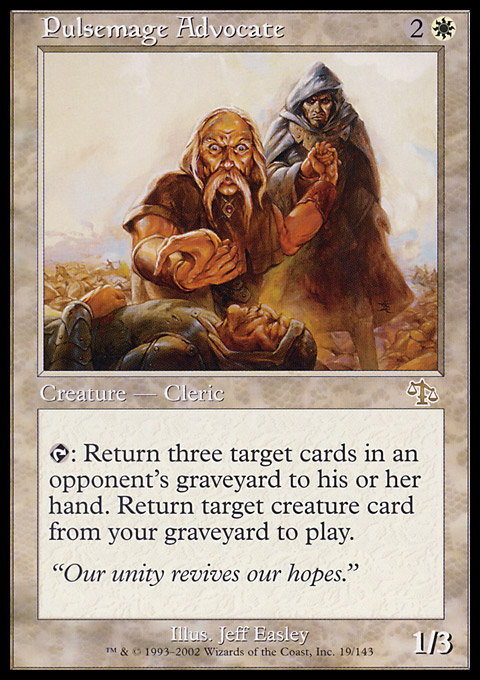 Pulsemage Advocate 2
Creature — Cleric
: Return three target cards in an
opponent's graveyard to his or her
hand. Return target creature card
from your graveyard to play.
“Our unity revives our hopes.”
Illus. Jeff Easley
™ & © 1993–2002 Wizards of the Coast, Inc. 19/143
1/3